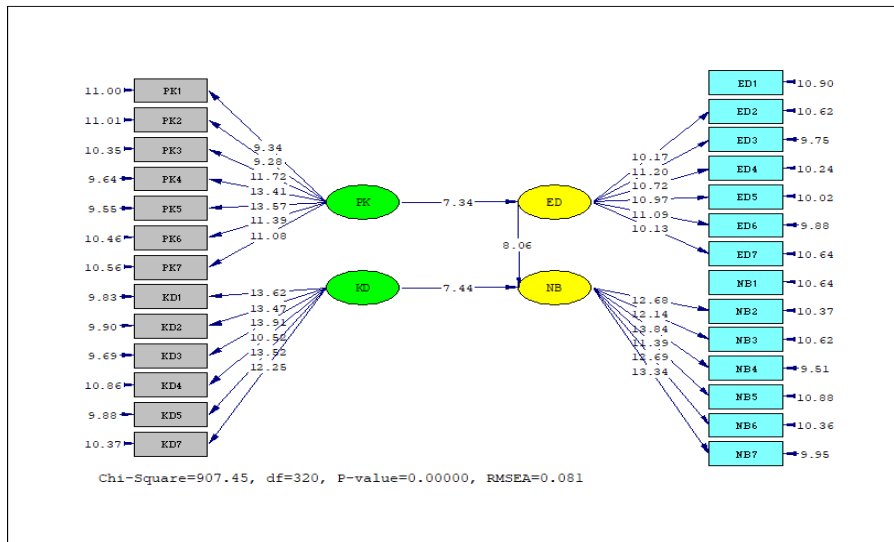 11.00 PK1
11.01 PK2
10.35 PK3
9.64 PK4
9.55 PK5
10.46 PK6
10.56 PK7
9.83 KD1
9.90 KD2
9.69 KD3
10.86 KD4
9.88 KD5
10.37 KD7
9.34
9.28
11.72
13.41
13.57
11.39
11.08
13.62
13.47
13.91
10.52
13.52
12.25
PK 7.34 ED
8.06
KD 7.44 NB
10.17
11.20
10.72
10.97
11.09
10.13
12.68
12.14
13.84
11.39
12.69
13.34
ED1 10.90
ED2 10.62
ED3 9.75
ED4 10.24
ED5 10.02
ED6 9.88
ED7 10.64
NB1 10.64
NB2 10.37
NB3 10.62
NB4 9.51
NB5 10.88
NB6 10.36
NB7 9.95
Chi-Square=907.45, df=320, P-value=0.00000, RMSEA=0.081